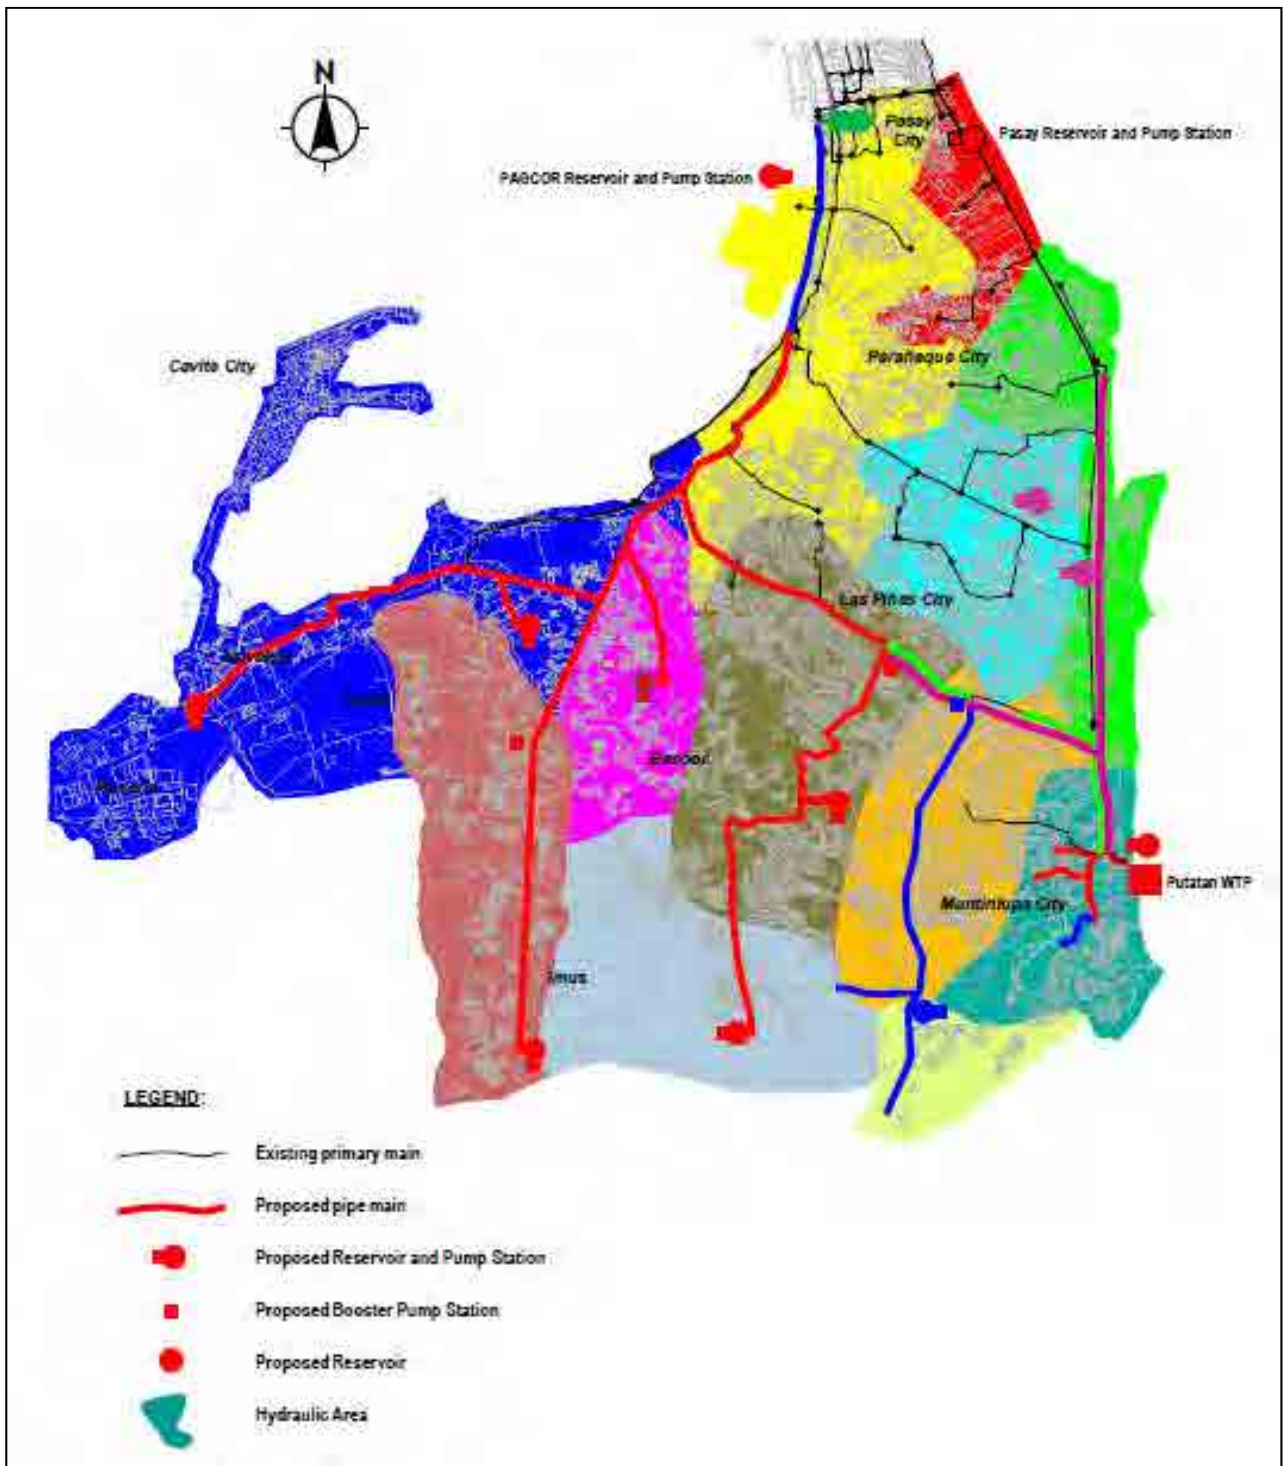 N
Pasay
City
Pasay Reservoir and Pump Station
PAGCOR Reservoir and Pump Station
Cavite City
Parañaque City
Las Piñas City
Bacoor
Putatan WTP
Muntinlupa City
Imus
LEGEND:
Existing primary main
Proposed pipe main
Proposed Reservoir and Pump Station
Proposed Booster Pump Station
Proposed Reservoir
Hydraulic Area